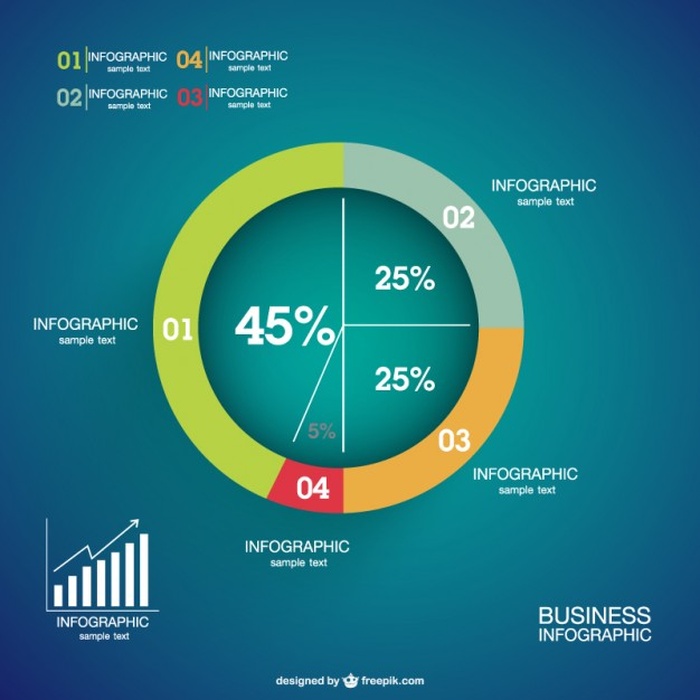 01 INFOGRAPHIC
sample text
04 INFOGRAPHIC
sample text
02 INFOGRAPHIC
sample text
03 INFOGRAPHIC
sample text
INFOGRAPHIC
sample text
02
25%
INFOGRAPHIC
sample text
01
45%
25%
5%
03
INFOGRAPHIC
sample text
04
INFOGRAPHIC
sample text
INFOGRAPHIC
sample text
BUSINESS
INFOGRAPHIC
designed by freepik.com